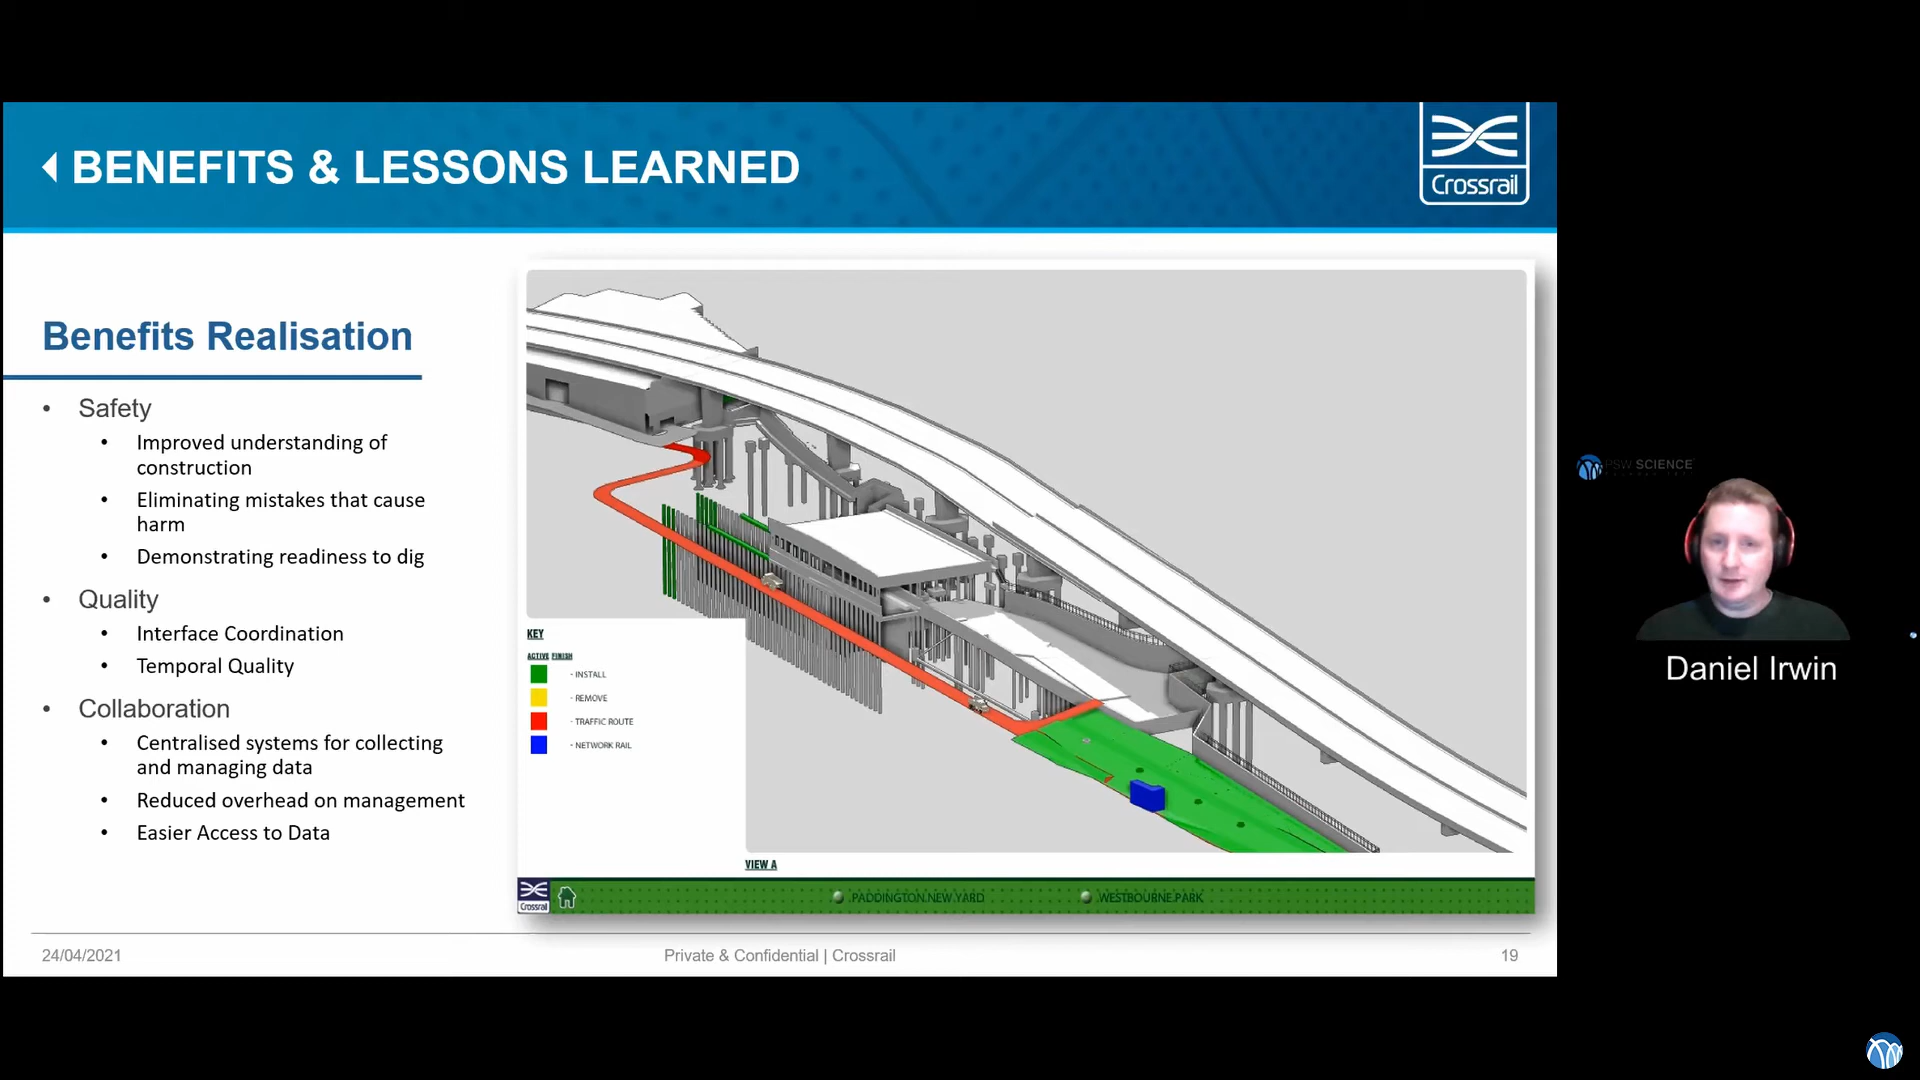 BENEFITS & LESSONS LEARNED
Crossrail
Benefits Realisation
• Safety
• Improved understanding of
construction
• Eliminating mistakes that cause
harm
• Demonstrating readiness to dig
• Quality
• Interface Coordination
• Temporal Quality
• Collaboration
• Centralised systems for collecting
and managing data
• Reduced overhead on management
• Easier Access to Data
KEY
ACTIVE FINISH
- INSTALL
- REMOVE
- TRAFFIC ROUTE
- NETWORK RAIL
VIEW A
Crossrail
PADDINGTON NEW YARD
WESTBOURNE PARK
24/04/2021
Private & Confidential | Crossrail
19
PSW SCIENCE
Daniel Irwin